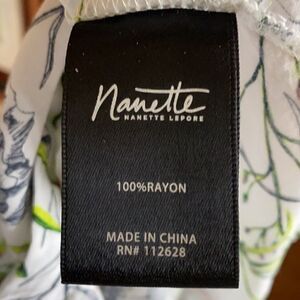 Nanette
NANETTE LEPORE
100%RAYON
MADE IN CHINA
RN# 112628